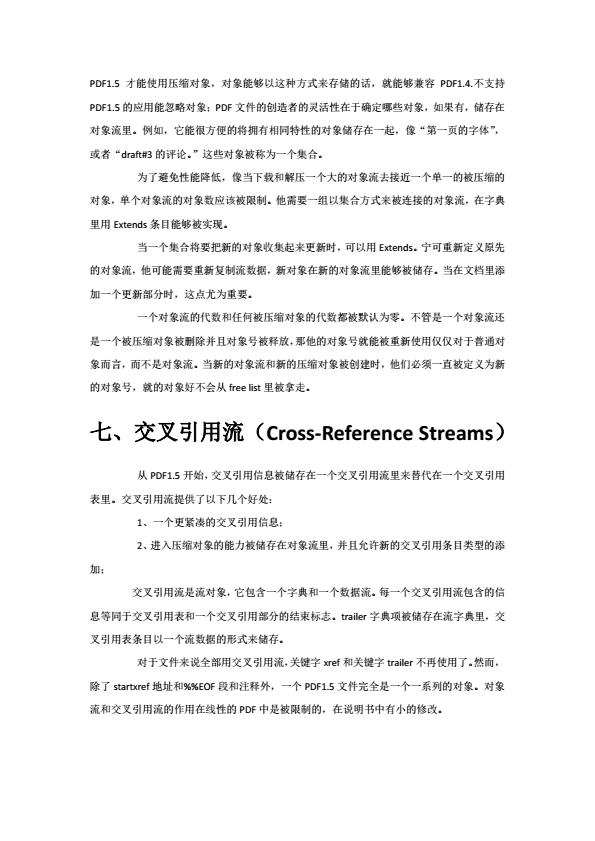 PDF1.5 才能使用压缩对象，对象能够以这种方式来存储的话，就能够兼容 PDF1.4.不支持
PDF1.5 的应用能忽略对象；PDF 文件的创造者的灵活性在于确定哪些对象，如果有，储存在
对象流里。例如，它能很方便的将拥有相同特性的对象储存在一起，像“第一页的字体”，
或者“draft#3 的评论。”这些对象被称为一个集合。
为了避免性能降低，像当下载和解压一个大的对象流去接近一个单一的被压缩的
对象，单个对象流的对象数应该被限制。他需要一组以集合方式来被连接的对象流，在字典
里用 Extends 条目能够被实现。
当一个集合将要把新的对象收集起来更新时，可以用 Extends。宁可重新定义原先
的对象流，他可能需要重新复制流数据，新对象在新的对象流里能够被储存。当在文档里添
加一个更新部分时，这点尤为重要。
一个对象流的代数和任何被压缩对象的代数都被默认为零。不管是一个对象流还
是一个被压缩对象被删除并且对象号被释放，那他的对象号就能被重新使用仅仅对于普通对
象而言，而不是对象流。当新的对象流和新的压缩对象被创建时，他们必须一直被定义为新
的对象号，就的对象好不会从 free list 里被拿走。
七、交叉引用流（Cross-Reference Streams）
从 PDF1.5 开始，交叉引用信息被储存在一个交叉引用流里来替代在一个交叉引用
表里。交叉引用流提供了以下几个好处：
1、一个更紧凑的交叉引用信息；
2、进入压缩对象的能力被储存在对象流里，并且允许新的交叉引用条目类型的添
加；
交叉引用流是流对象，它包含一个字典和一个数据流。每一个交叉引用流包含的信
息等同于交叉引用表和一个交叉引用部分的结束标志。trailer 字典项被储存在流字典里，交
叉引用表条目以一个流数据的形式来储存。
对于文件来说全部用交叉引用流，关键字 xref 和关键字 trailer 不再使用了。然而，
除了 startxref 地址和%%EOF 段和注释外，一个 PDF1.5 文件完全是一个一系列的对象。对象
流和交叉引用流的作用在线性的 PDF 中是被限制的，在说明书中有小的修改。